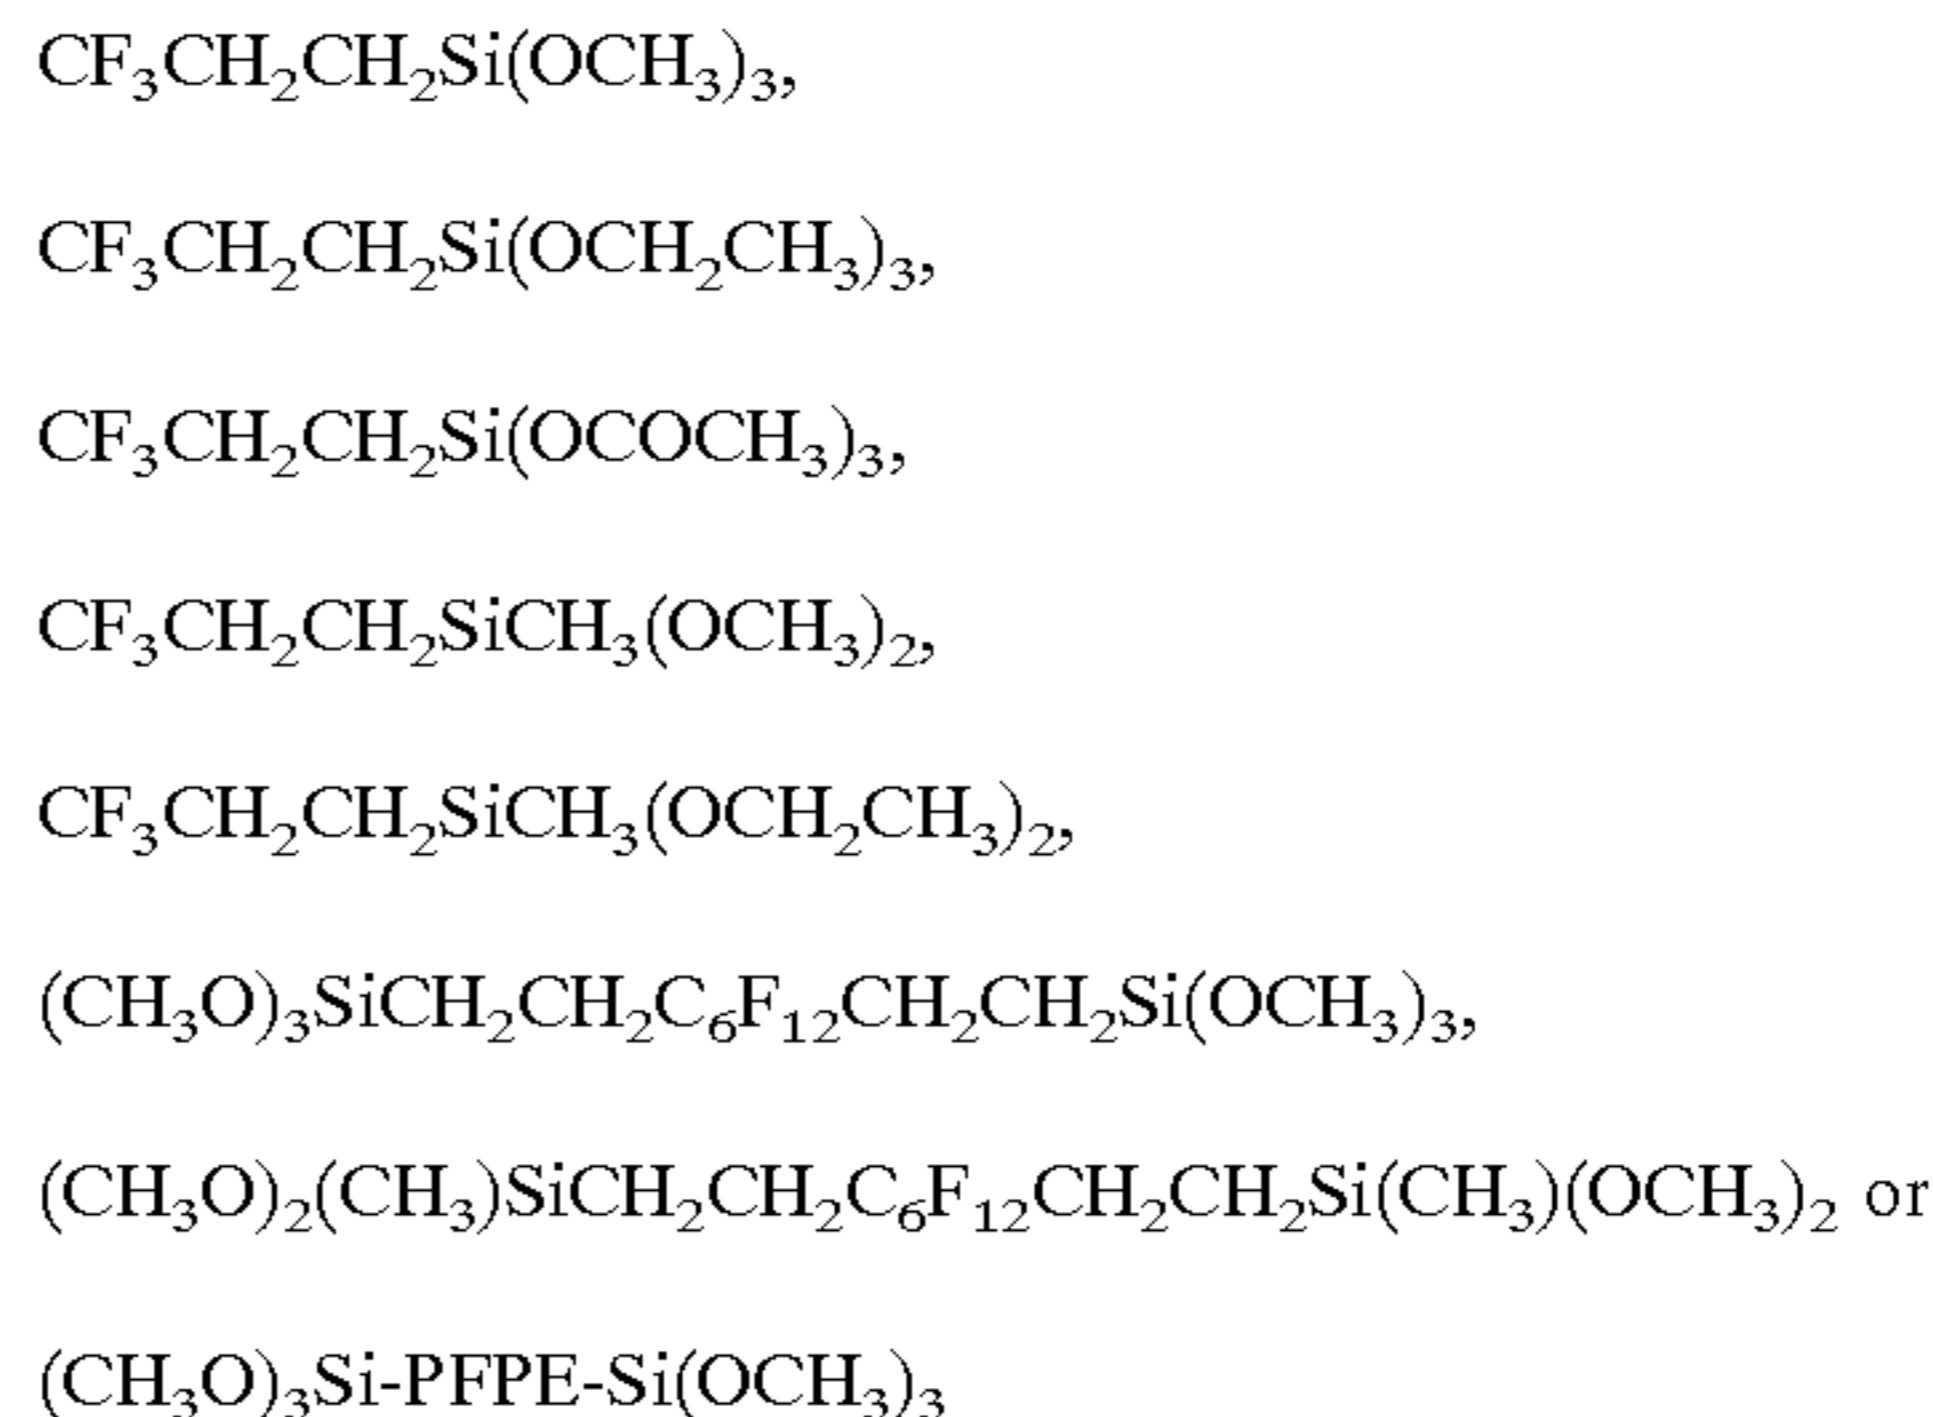 CF₃CH₂CH₂Si(OCH₃)₃,
CF₃CH₂CH₂Si(OCH₂CH₃)₃,
CF₃CH₂CH₂Si(OCOCH₃)₃,
CF₃CH₂CH₂SiCH₃(OCH₃)₂,
CF₃CH₂CH₂SiCH₃(OCH₂CH₃)₂,
(CH₃O)₃SiCH₂CH₂C₆F₁₂CH₂CH₂Si(OCH₃)₃,
(CH₃O)₂(CH₃)SiCH₂CH₂C₆F₁₂CH₂CH₂Si(CH₃)(OCH₃)₂ or
(CH₃O)₃Si-PFPE-Si(OCH₃)₃